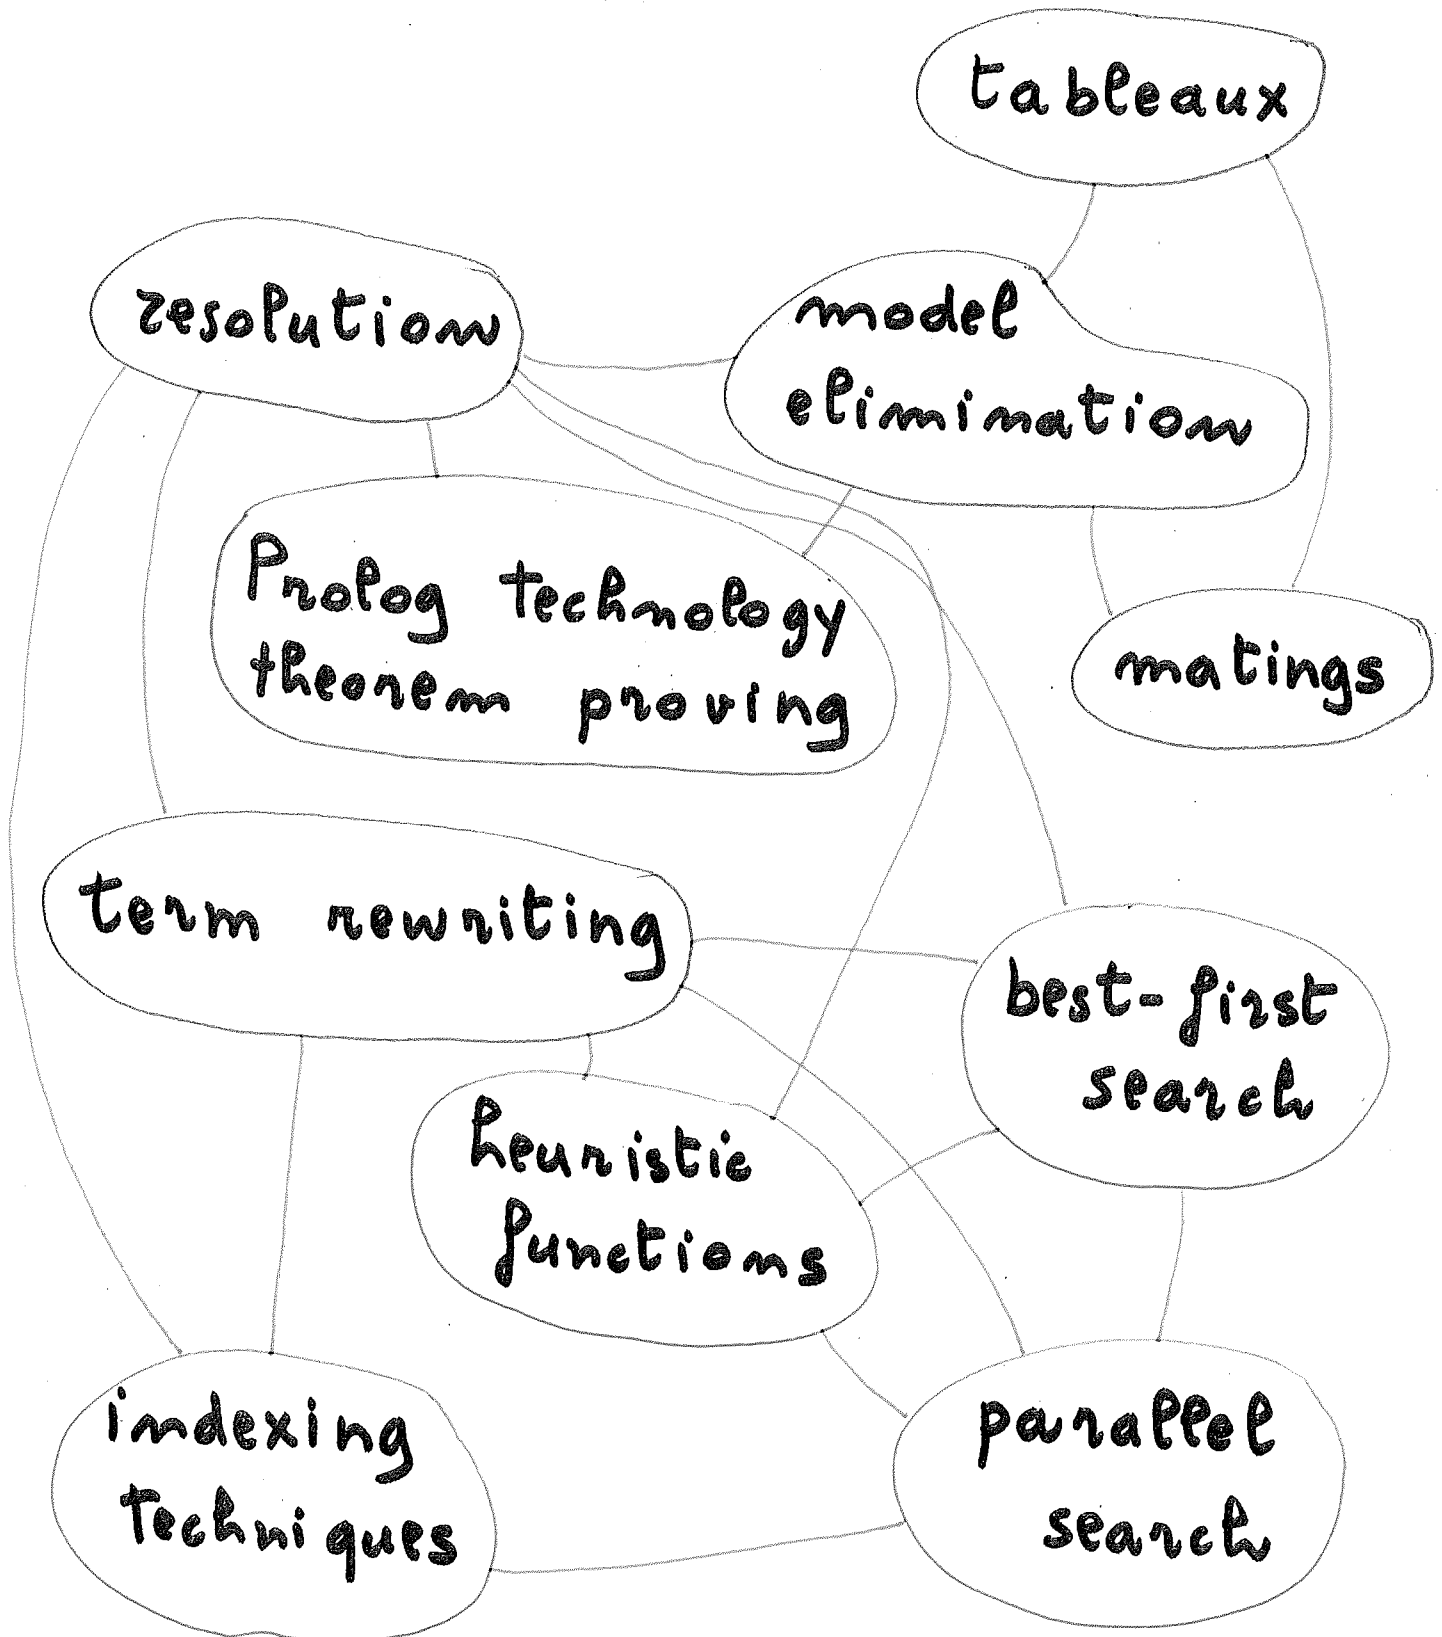 tableaux
resolution
model
elimination
Prolog technology
theorem proving
matings
term rewriting
best-first
search
heuristic
functions
indexing
techniques
parallel
search